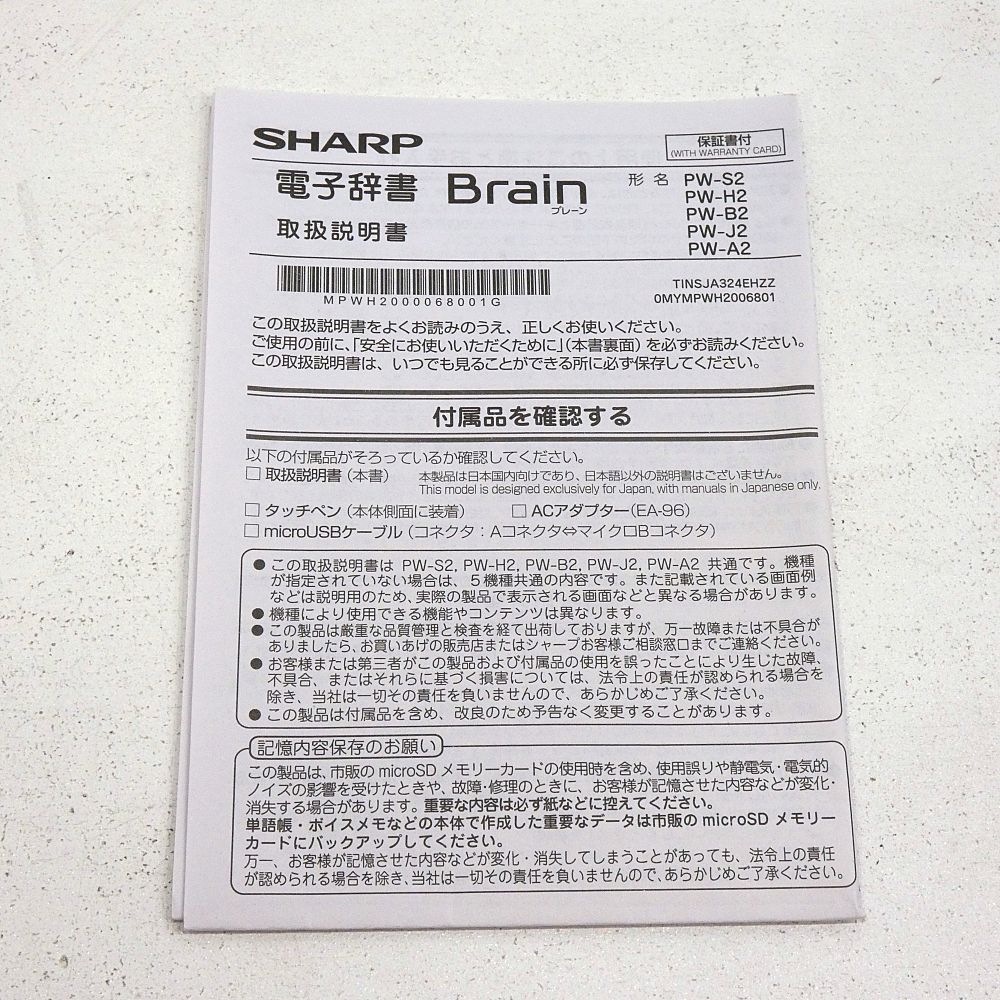 SHARP
保証書付
(WITH WARRANTY CARD)
電子辞書 Brain
ブレーン
形名 PW-S2
PW-H2
PW-B2
PW-J2
PW-A2
取扱説明書
MPWH2000068001G
TINSJA324EHZZ
0MYMPWH2006801
この取扱説明書をよくお読みのうえ、正しくお使いください。
ご使用の前に、「安全にお使いいただくために」(本書裏面) を必ずお読みください。
この取扱説明書は、いつでも見ることができる所に必ず保存してください。
付属品を確認する
以下の付属品がそろっているか確認してください。
□ 取扱説明書 (本書) 本製品は日本国内向けであり、日本語以外の説明書はございません。
This model is designed exclusively for Japan, with manuals in Japanese only.
□ タッチペン (本体側面に装着) □ ACアダプター(EA-96)
□ microUSBケーブル (コネクタ：Aコネクタ⇔マイクロBコネクタ)
● この取扱説明書は PW-S2, PW-H2, PW-B2, PW-J2, PW-A2 共通です。機種
が指定されていない場合は、5機種共通の内容です。また記載されている画面例
などは説明用のため、実際の製品で表示される画面などと異なる場合があります。
● 機種により使用できる機能やコンテンツは異なります。
● この製品は厳重な品質管理と検査を経て出荷しておりますが、万一故障または不具合が
ありましたら、お買いあげの販売店またはシャープお客様ご相談窓口までご連絡ください。
● お客様または第三者がこの製品および付属品の使用を誤ったことにより生じた故障、
不具合、またはそれらに基づく損害については、法令上の責任が認められる場合を
除き、当社は一切その責任を負いませんので、あらかじめご了承ください。
● この製品は付属品を含め、改良のため予告なく変更することがあります。
記憶内容保存のお願い
この製品は、市販の microSD メモリーカードの使用時を含め、使用誤りや静電気・電気的
ノイズの影響を受けたときや、故障・修理のときに、お客様が記憶させた内容などが変化・
消失する場合があります。重要な内容は必ず紙などに控えてください。
単語帳・ボイスメモなどの本体で作成した重要なデータは市販の microSD メモリー
カードにバックアップしてください。
万一、お客様が記憶させた内容などが変化・消失してしまうことがあっても、法令上の責任
が認められる場合を除き、当社は一切その責任を負いませんので、あらかじめご了承ください。